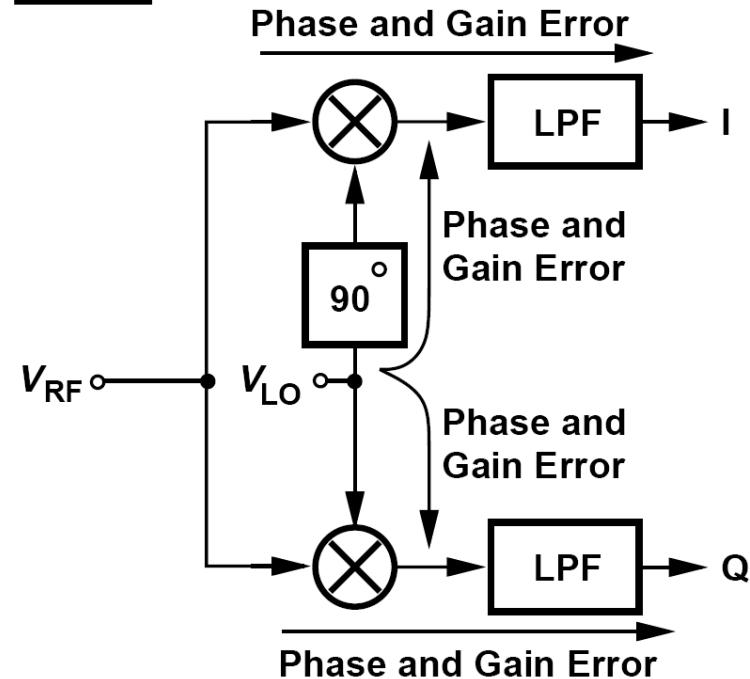 Phase and Gain Error
LPF
I
Phase and
Gain Error
90°
V_RF
V_LO
Phase and
Gain Error
LPF
Q
Phase and Gain Error